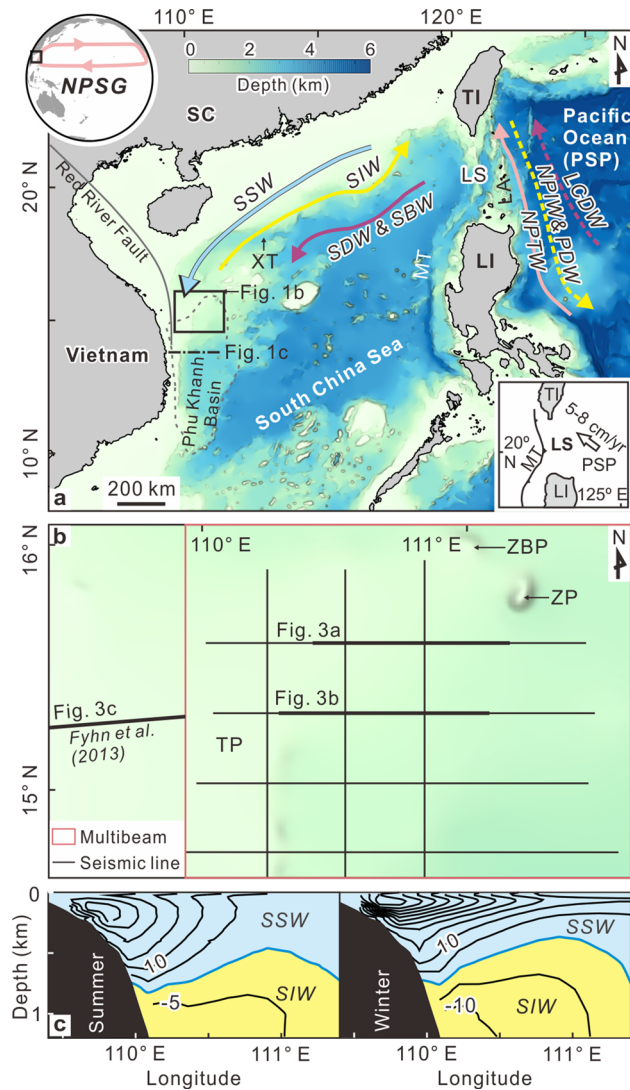 110° E
120° E
NPSG
0 2 4 6
Depth (km)
N
SC
TI
Pacific
Ocean
(PSP)
20° N
Red River Fault
SSW
SIW
LS
LA
LCDW
NPIW & PDW
NPTW
SDW & SBW
XT
MT
LI
Fig. 1b
Vietnam
Fig. 1c
Phu Khanh
Basin
South China Sea
10° N
TI
5-8 cm/yr
20°
N
MT
LS
PSP
LI
125° E
a
200 km
b
110° E
111° E
N
16° N
ZBP
ZP
Fig. 3a
Fig. 3c
Fig. 3b
Fyhn et al.
(2013)
TP
15° N
Multibeam
Seismic line
0
Depth (km)
1
c
Summer
SSW
10
SIW
-5
Winter
SSW
10
SIW
-10
110° E
111° E
110° E
111° E
Longitude
Longitude